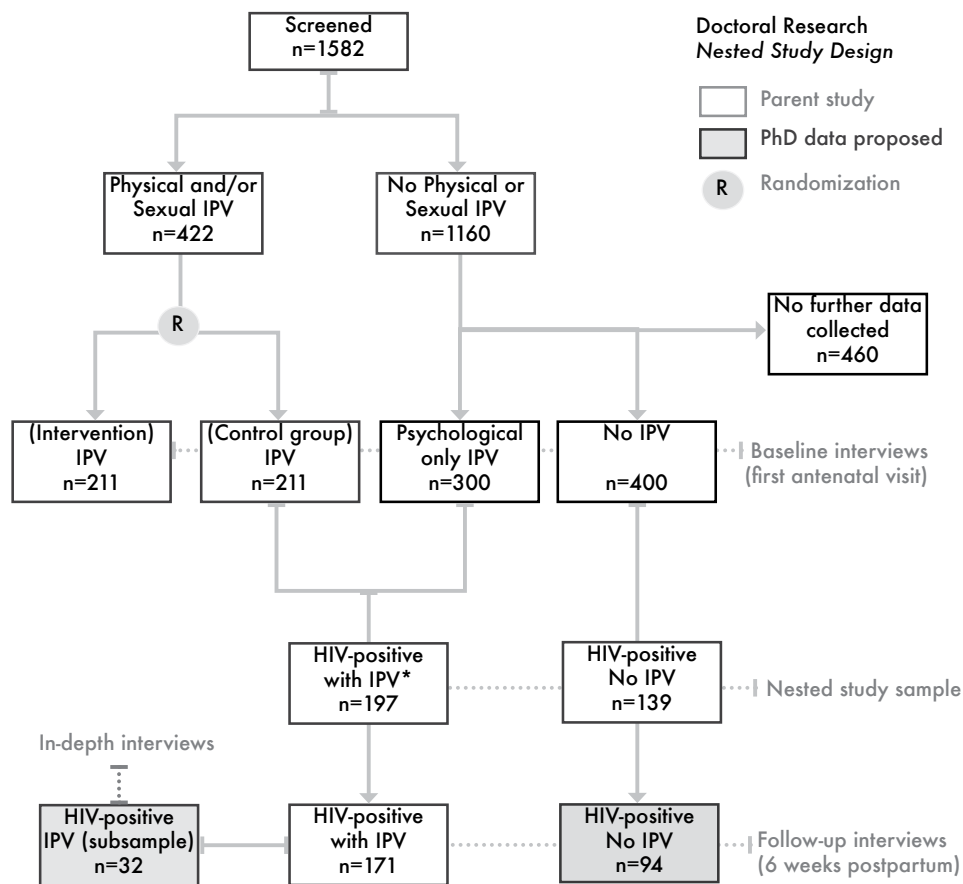 Screened
n=1582
Doctoral Research
Nested Study Design
Parent study
PhD data proposed
R Randomization
Physical and/or
Sexual IPV
n=422
No Physical or
Sexual IPV
n=1160
R
No further data
collected
n=460
(Intervention)
IPV
n=211
(Control group)
IPV
n=211
Psychological
only IPV
n=300
No IPV
n=400
Baseline interviews
(first antenatal visit)
HIV-positive
with IPV*
n=197
HIV-positive
No IPV
n=139
Nested study sample
In-depth interviews
HIV-positive
IPV (subsample)
n=32
HIV-positive
with IPV
n=171
HIV-positive
No IPV
n=94
Follow-up interviews
(6 weeks postpartum)